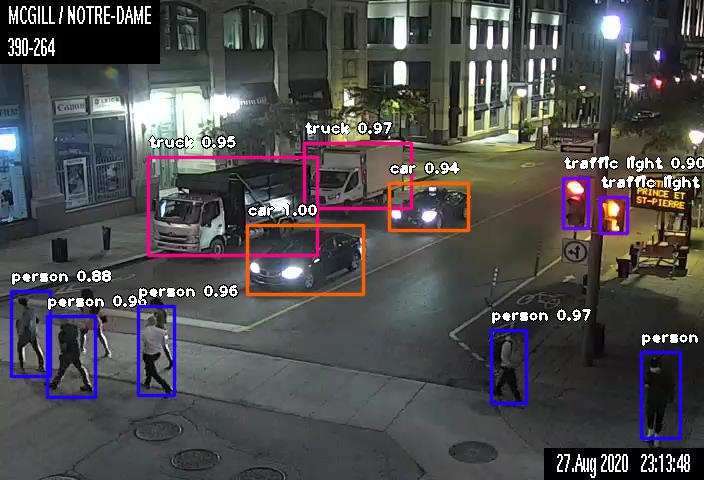 MCGILL / NOTRE-DAME
390-264
Canon
truck 0.95
truck 0.97
car 0.94
car 1.00
traffic light 0.90
traffic light
PRINCE ET
ST-PIERRE
person 0.88
person 0.96
person 0.96
person 0.97
person
27.Aug 2020 23:13:48